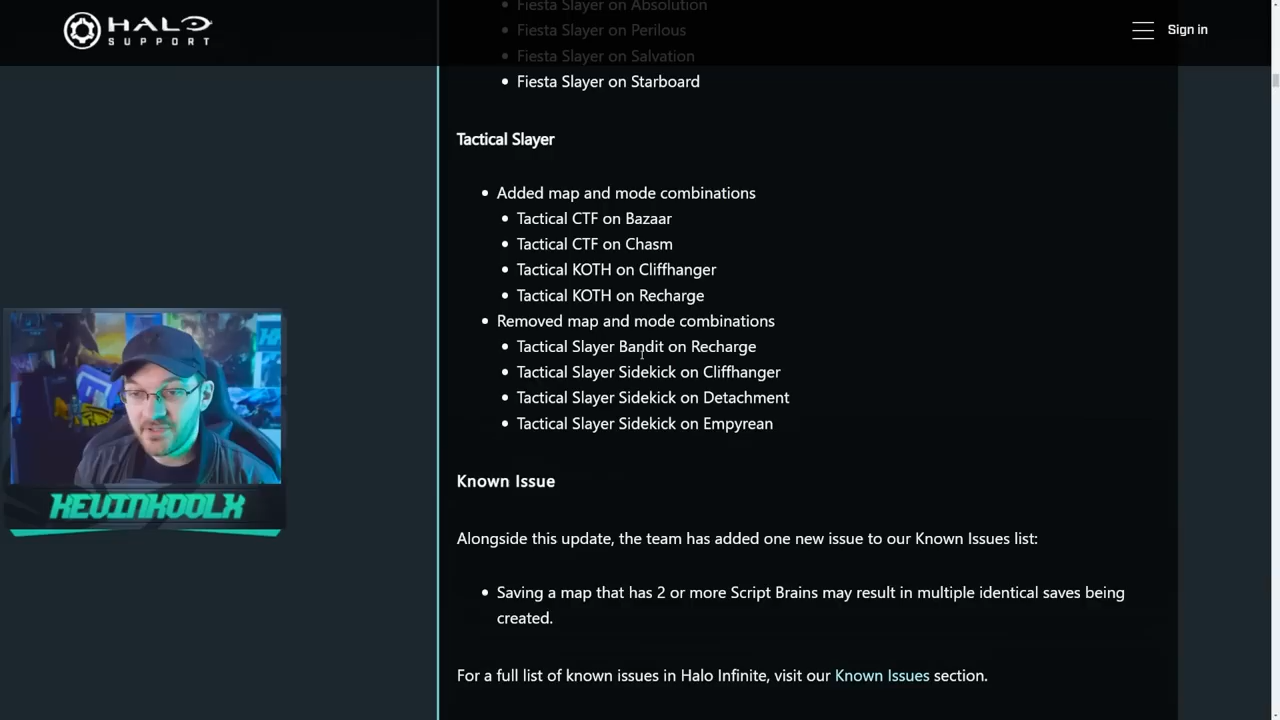 Fiesta Slayer on Absolution
HALO
SUPPORT
Fiesta Slayer on Perilous
Sign in
Fiesta Slayer on Salvation
Fiesta Slayer on Starboard
Tactical Slayer
Added map and mode combinations
Tactical CTF on Bazaar
Tactical CTF on Chasm
Tactical KOTH on Cliffhanger
Tactical KOTH on Recharge
Removed map and mode combinations
Tactical Slayer Bandit on Recharge
Tactical Slayer Sidekick on Cliffhanger
Tactical Slayer Sidekick on Detachment
Tactical Slayer Sidekick on Empyrean
KEVINKOOLX
Known Issue
Alongside this update, the team has added one new issue to our Known Issues list:
Saving a map that has 2 or more Script Brains may result in multiple identical saves being
created.
For a full list of known issues in Halo Infinite, visit our Known Issues section.